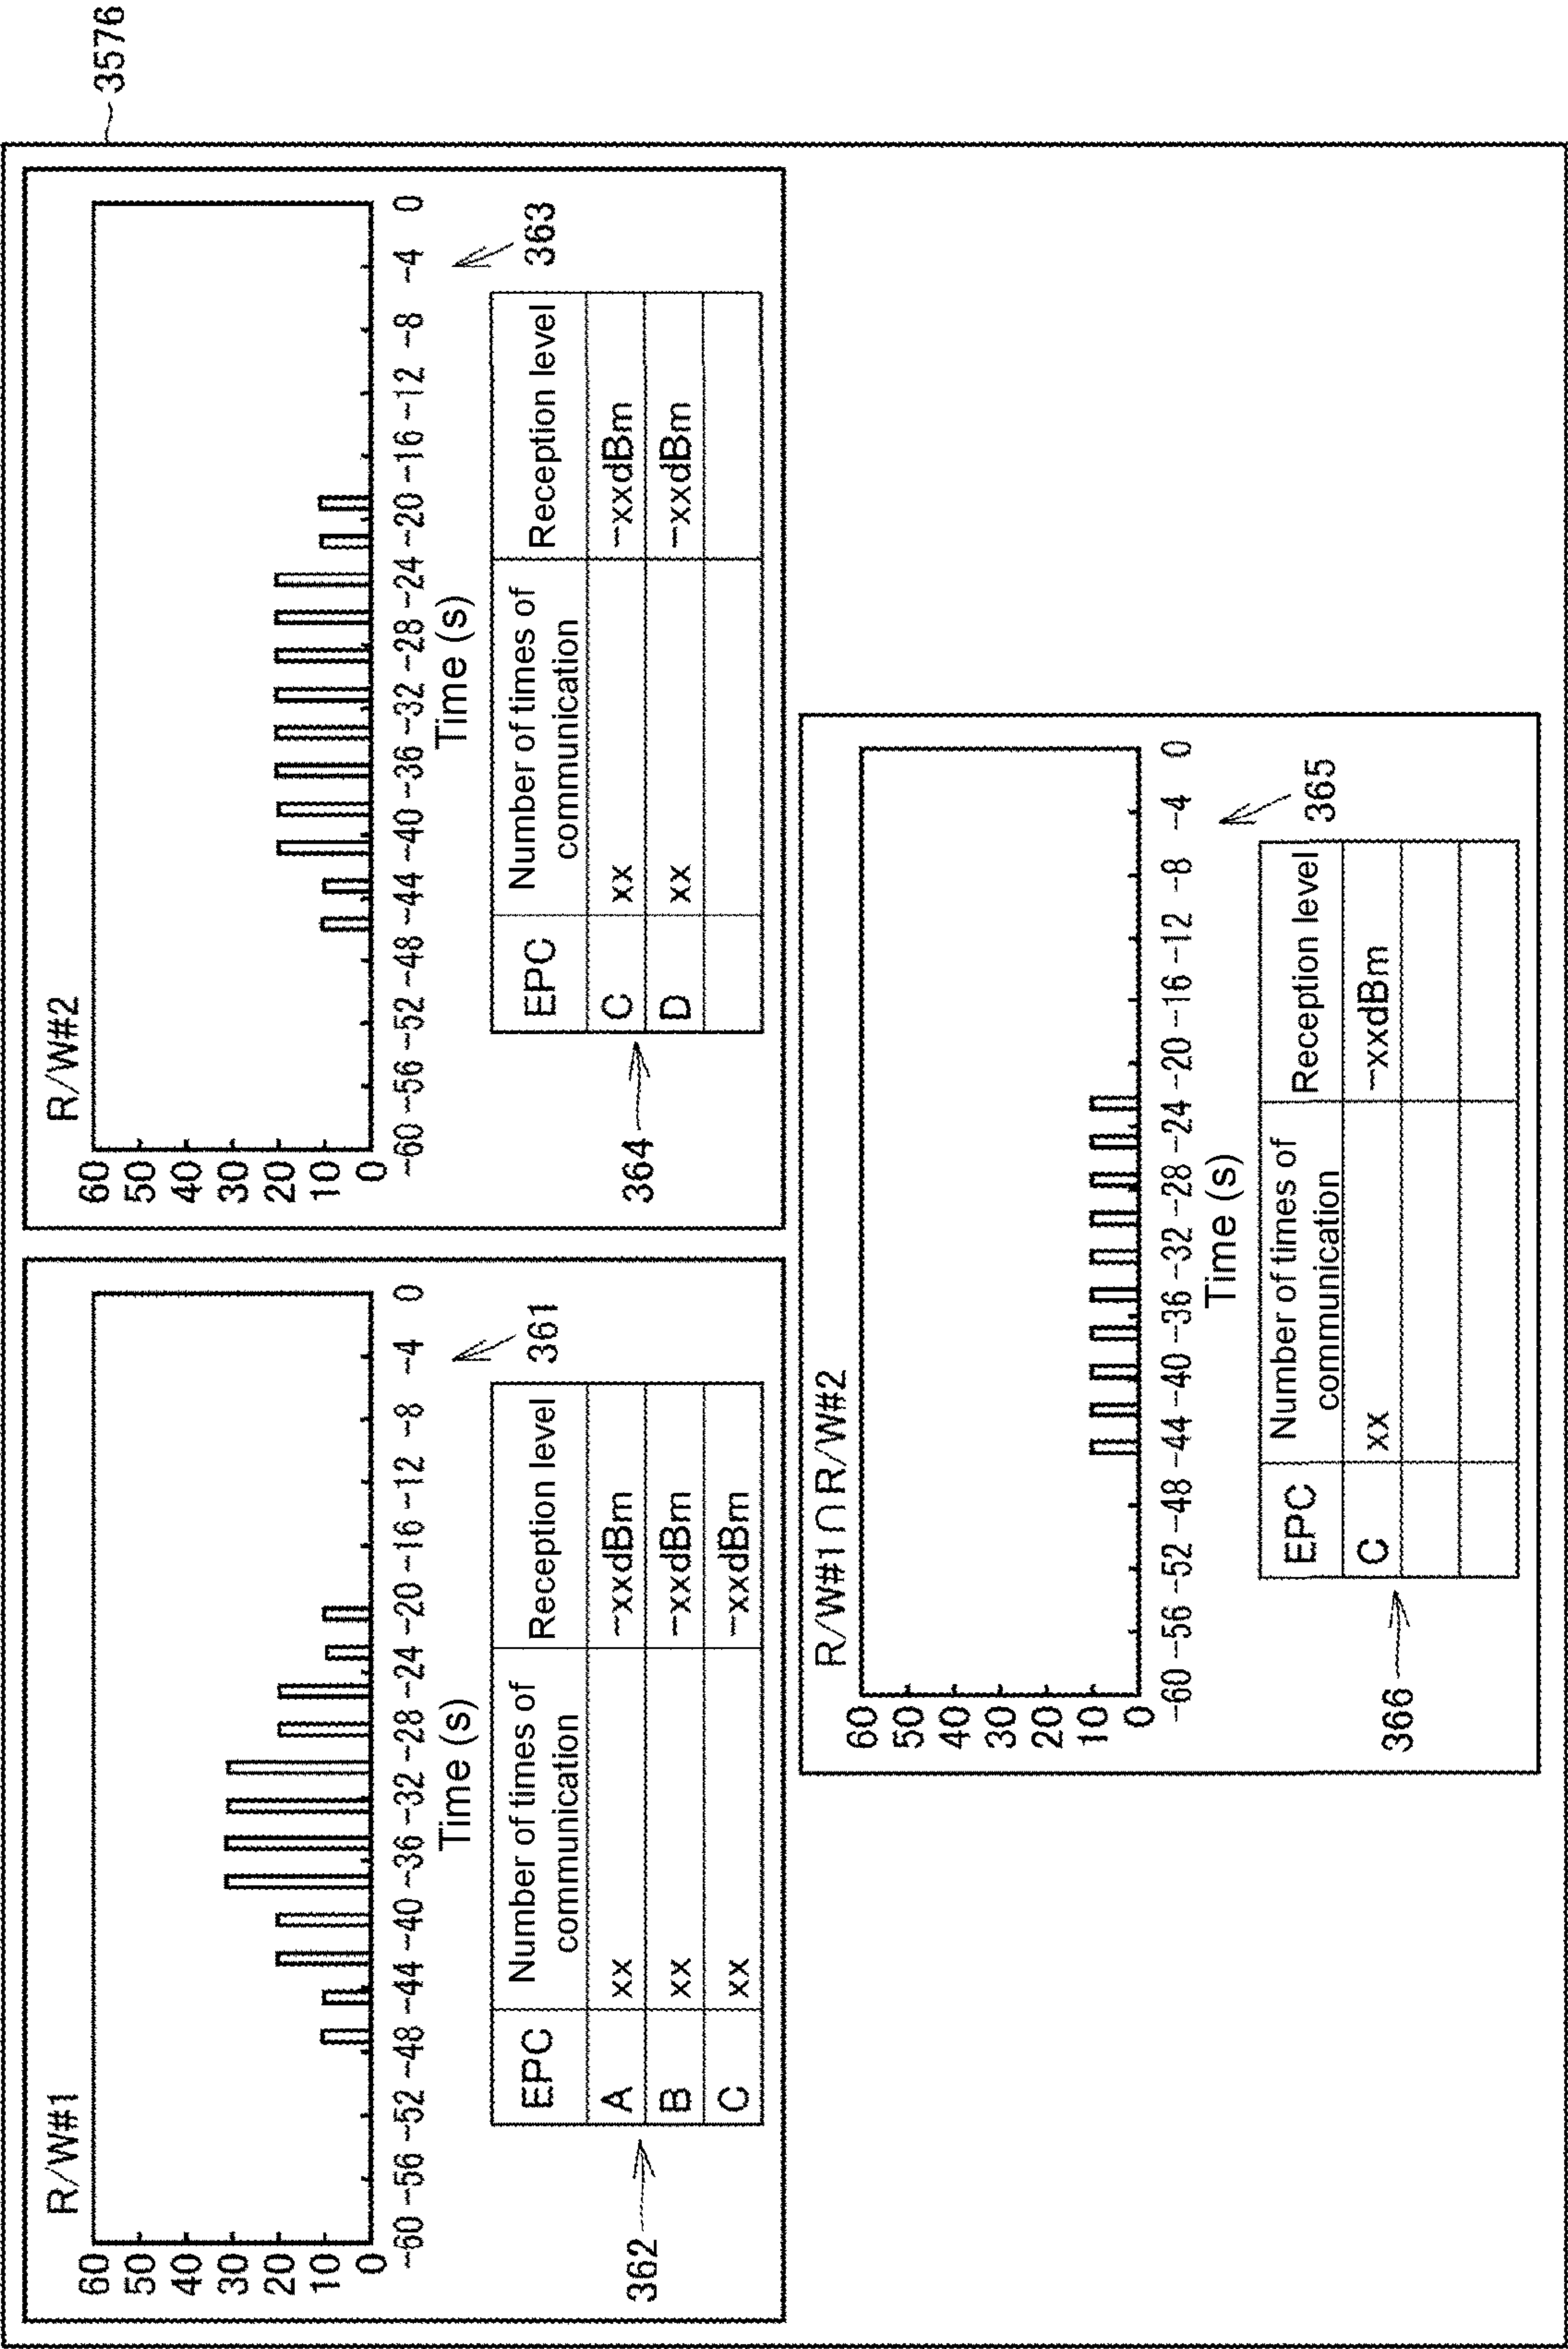 3576
R/W#1
60
50
40
30
20
10
0
-60 -56 -52 -48 -44 -40 -36 -32 -28 -24 -20 -16 -12 -8 -4 0
Time (s)
361
362
EPC Number of times of communication Reception level
A xx -xxdBm
B xx -xxdBm
C xx -xxdBm
R/W#2
60
50
40
30
20
10
0
-60 -56 -52 -48 -44 -40 -36 -32 -28 -24 -20 -16 -12 -8 -4 0
Time (s)
363
364
EPC Number of times of communication Reception level
C xx -xxdBm
D xx -xxdBm
R/W#1∩R/W#2
60
50
40
30
20
10
0
-60 -56 -52 -48 -44 -40 -36 -32 -28 -24 -20 -16 -12 -8 -4 0
Time (s)
365
366
EPC Number of times of communication Reception level
C xx -xxdBm